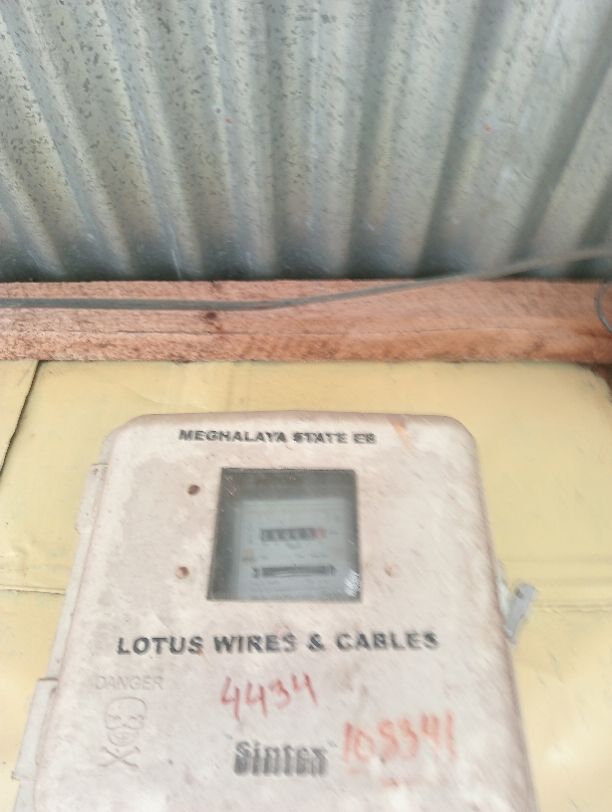 MEGHALAYA STATE EB
LOTUS WIRES & CABLES
DANGER
4434
Sintex
108341